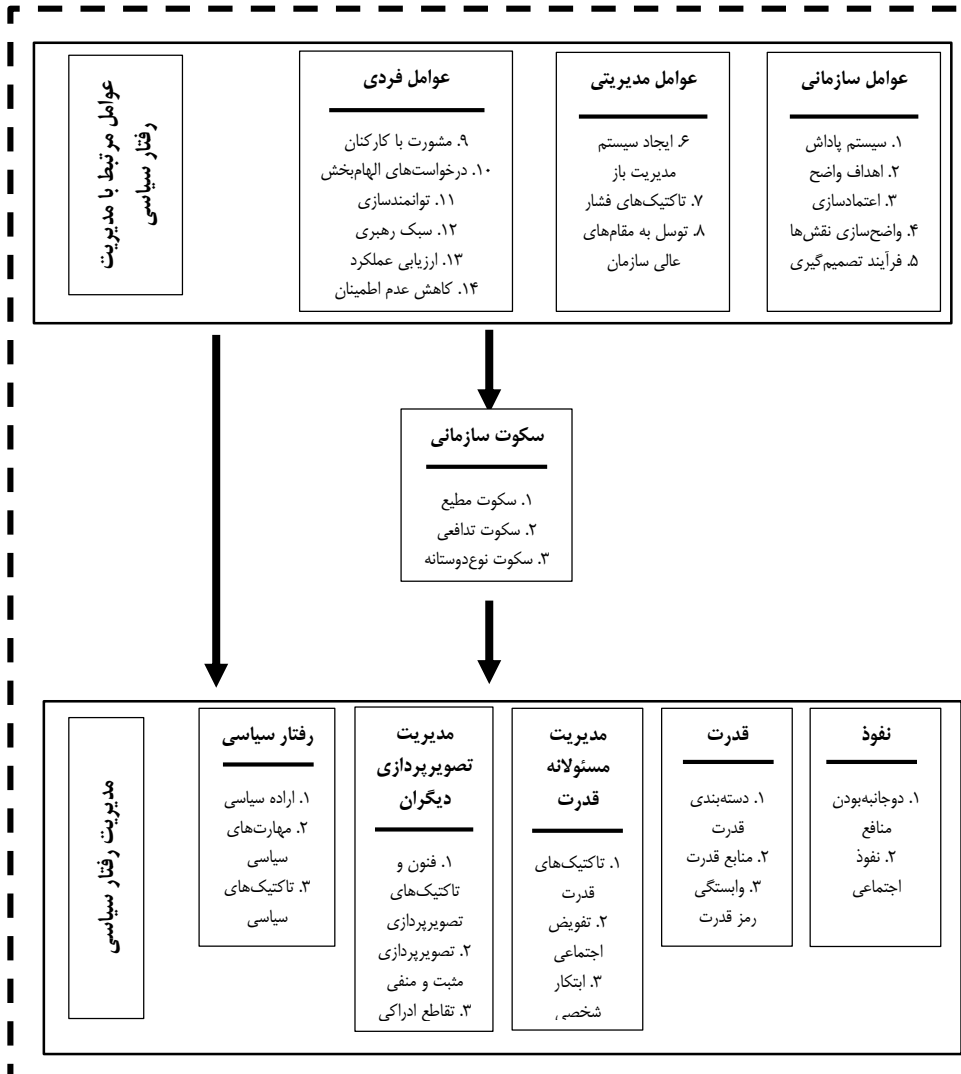 عوامل مرتبط با مدیریت
رفتار سیاسی
عوامل سازمانی
۱. سیستم پاداش
۲. اهداف واضح
۳. اعتمادسازی
۴. واضح‌سازی نقش‌ها
۵. فرآیند تصمیم‌گیری
عوامل مدیریتی
۶. ایجاد سیستم
مدیریت باز
۷. تاکتیک‌های فشار
۸. توسل به مقام‌های
عالی سازمان
عوامل فردی
۹. مشورت با کارکنان
۱۰. درخواست‌های الهام‌بخش
۱۱. توانمندسازی
۱۲. سبک رهبری
۱۳. ارزیابی عملکرد
۱۴. کاهش عدم اطمینان
سکوت سازمانی
۱. سکوت مطیع
۲. سکوت تدافعی
۳. سکوت نوع‌دوستانه
مدیریت رفتار سیاسی
نفوذ
۱. دوجانبه‌بودن
منافع
۲. نفوذ
اجتماعی
قدرت
۱. دسته‌بندی
قدرت
۲. منابع قدرت
۳. وابستگی
رمز قدرت
مدیریت
مسئولانه
قدرت
۱. تاکتیک‌های
قدرت
۲. تفویض
اجتماعی
۳. ابتکار
شخصی
مدیریت
تصویرپردازی
دیگران
۱. فنون و
تاکتیک‌های
تصویرپردازی
۲. تصویرپردازی
مثبت و منفی
۳. تقاطع ادراکی
رفتار سیاسی
۱. اراده سیاسی
۲. مهارت‌های
سیاسی
۳. تاکتیک‌های
سیاسی